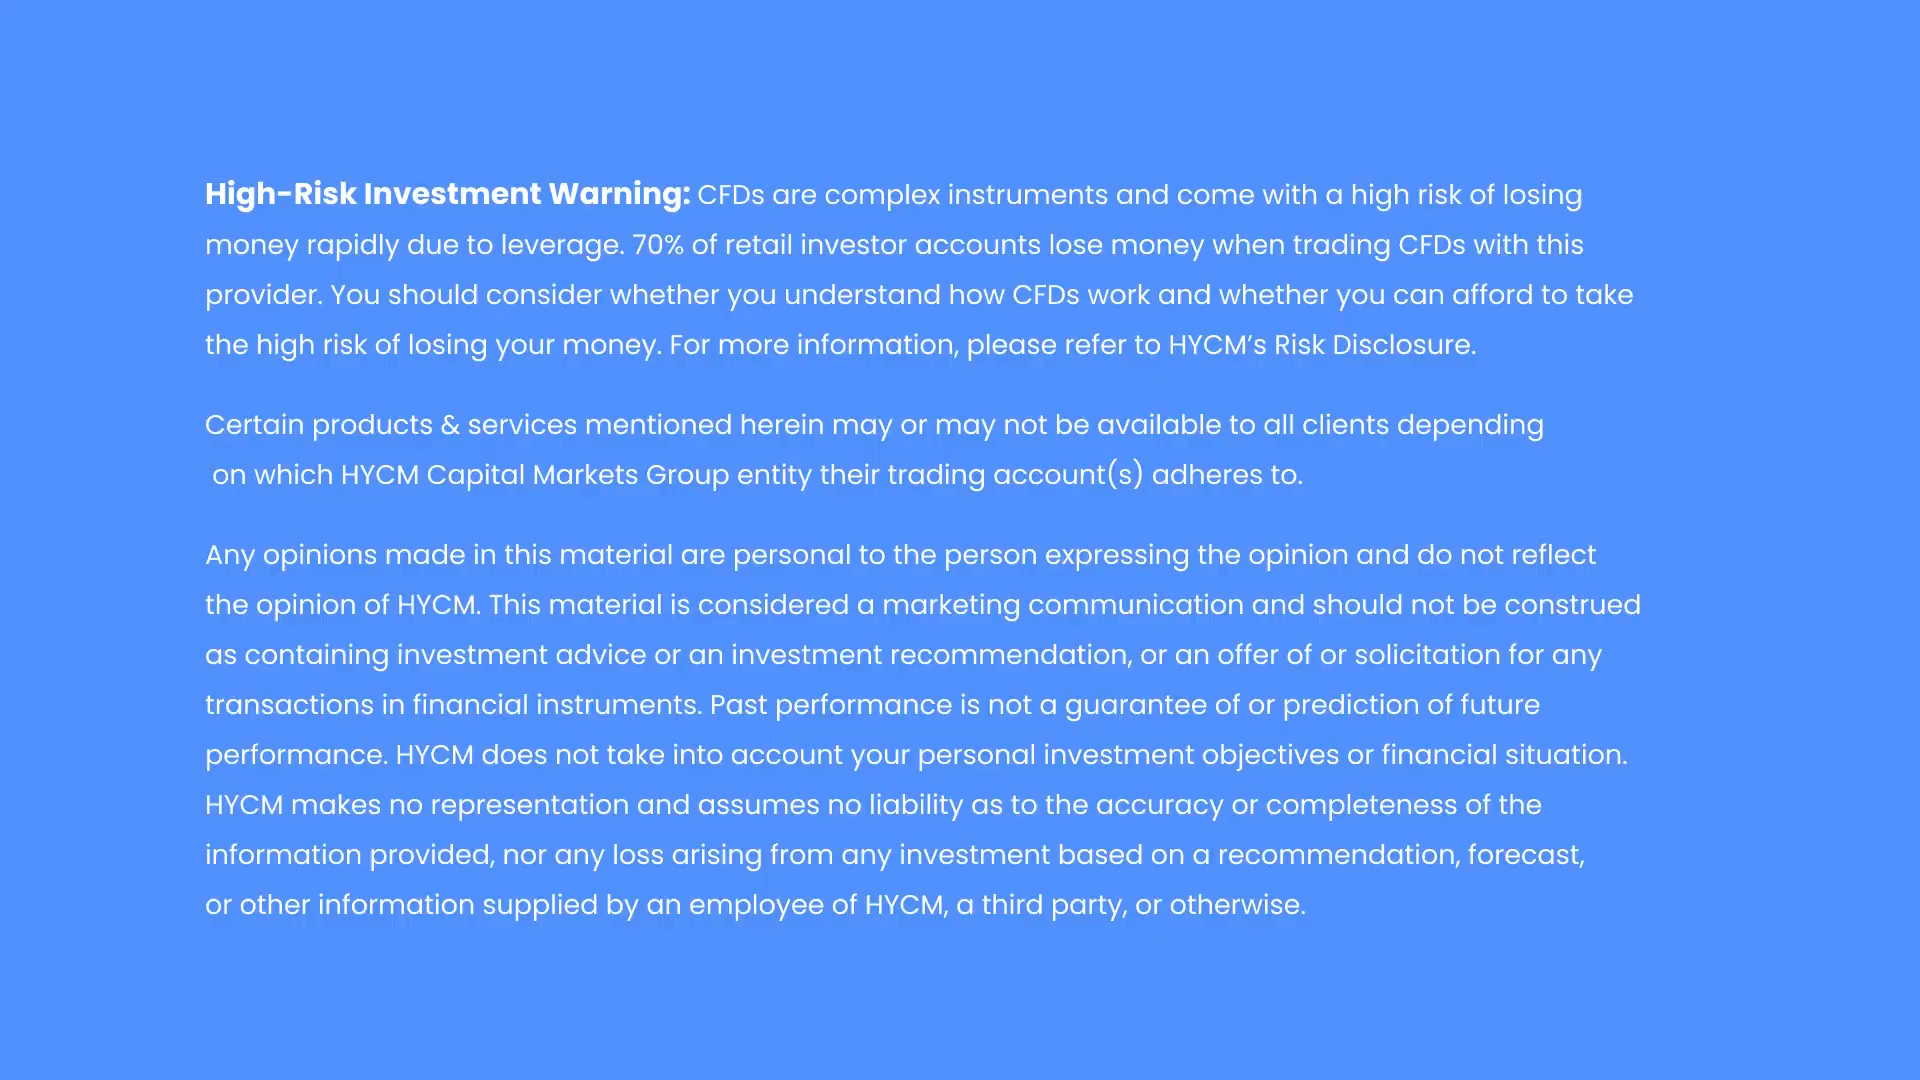 High-Risk Investment Warning: CFDs are complex instruments and come with a high risk of losing
money rapidly due to leverage. 70% of retail investor accounts lose money when trading CFDs with this
provider. You should consider whether you understand how CFDs work and whether you can afford to take
the high risk of losing your money. For more information, please refer to HYCM’s Risk Disclosure.
Certain products & services mentioned herein may or may not be available to all clients depending
on which HYCM Capital Markets Group entity their trading account(s) adheres to.
Any opinions made in this material are personal to the person expressing the opinion and do not reflect
the opinion of HYCM. This material is considered a marketing communication and should not be construed
as containing investment advice or an investment recommendation, or an offer of or solicitation for any
transactions in financial instruments. Past performance is not a guarantee of or prediction of future
performance. HYCM does not take into account your personal investment objectives or financial situation.
HYCM makes no representation and assumes no liability as to the accuracy or completeness of the
information provided, nor any loss arising from any investment based on a recommendation, forecast,
or other information supplied by an employee of HYCM, a third party, or otherwise.